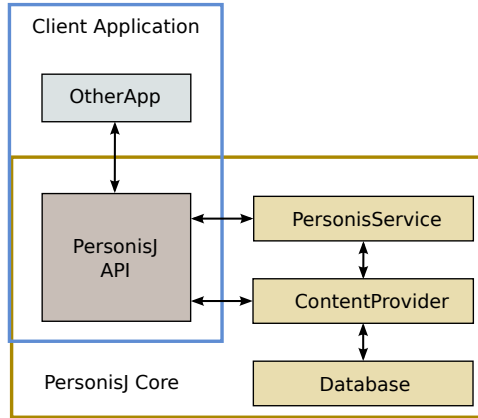 Client Application
OtherApp
PersonisJ
API
PersonisService
ContentProvider
PersonisJ Core
Database